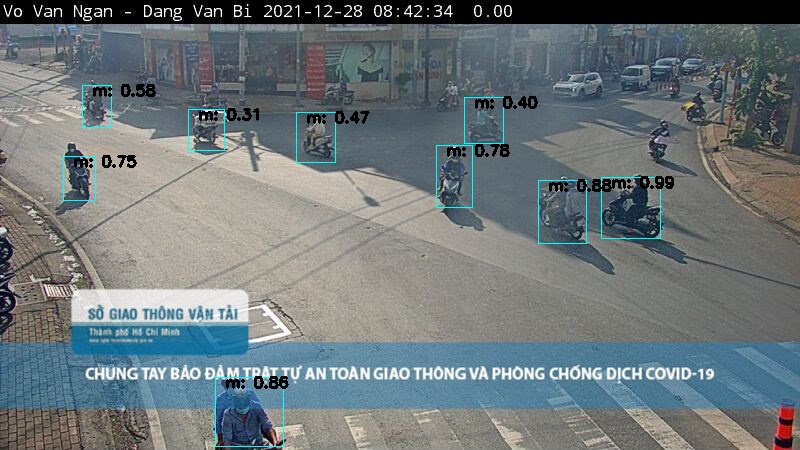 Vo Van Ngan - Dang Van Bi 2021-12-28 08:42:34 0.00
m: 0.58
m: 0.31
m: 0.47
m: 0.40
m: 0.75
m: 0.78
m: 0.88
m: 0.99
SỞ GIAO THÔNG VẬN TẢI
Thành phố Hồ Chí Minh
CHUNG TAY BẢO ĐẢM TRẬT TỰ AN TOÀN GIAO THÔNG VÀ PHÒNG CHỐNG DỊCH COVID-19
m: 0.86